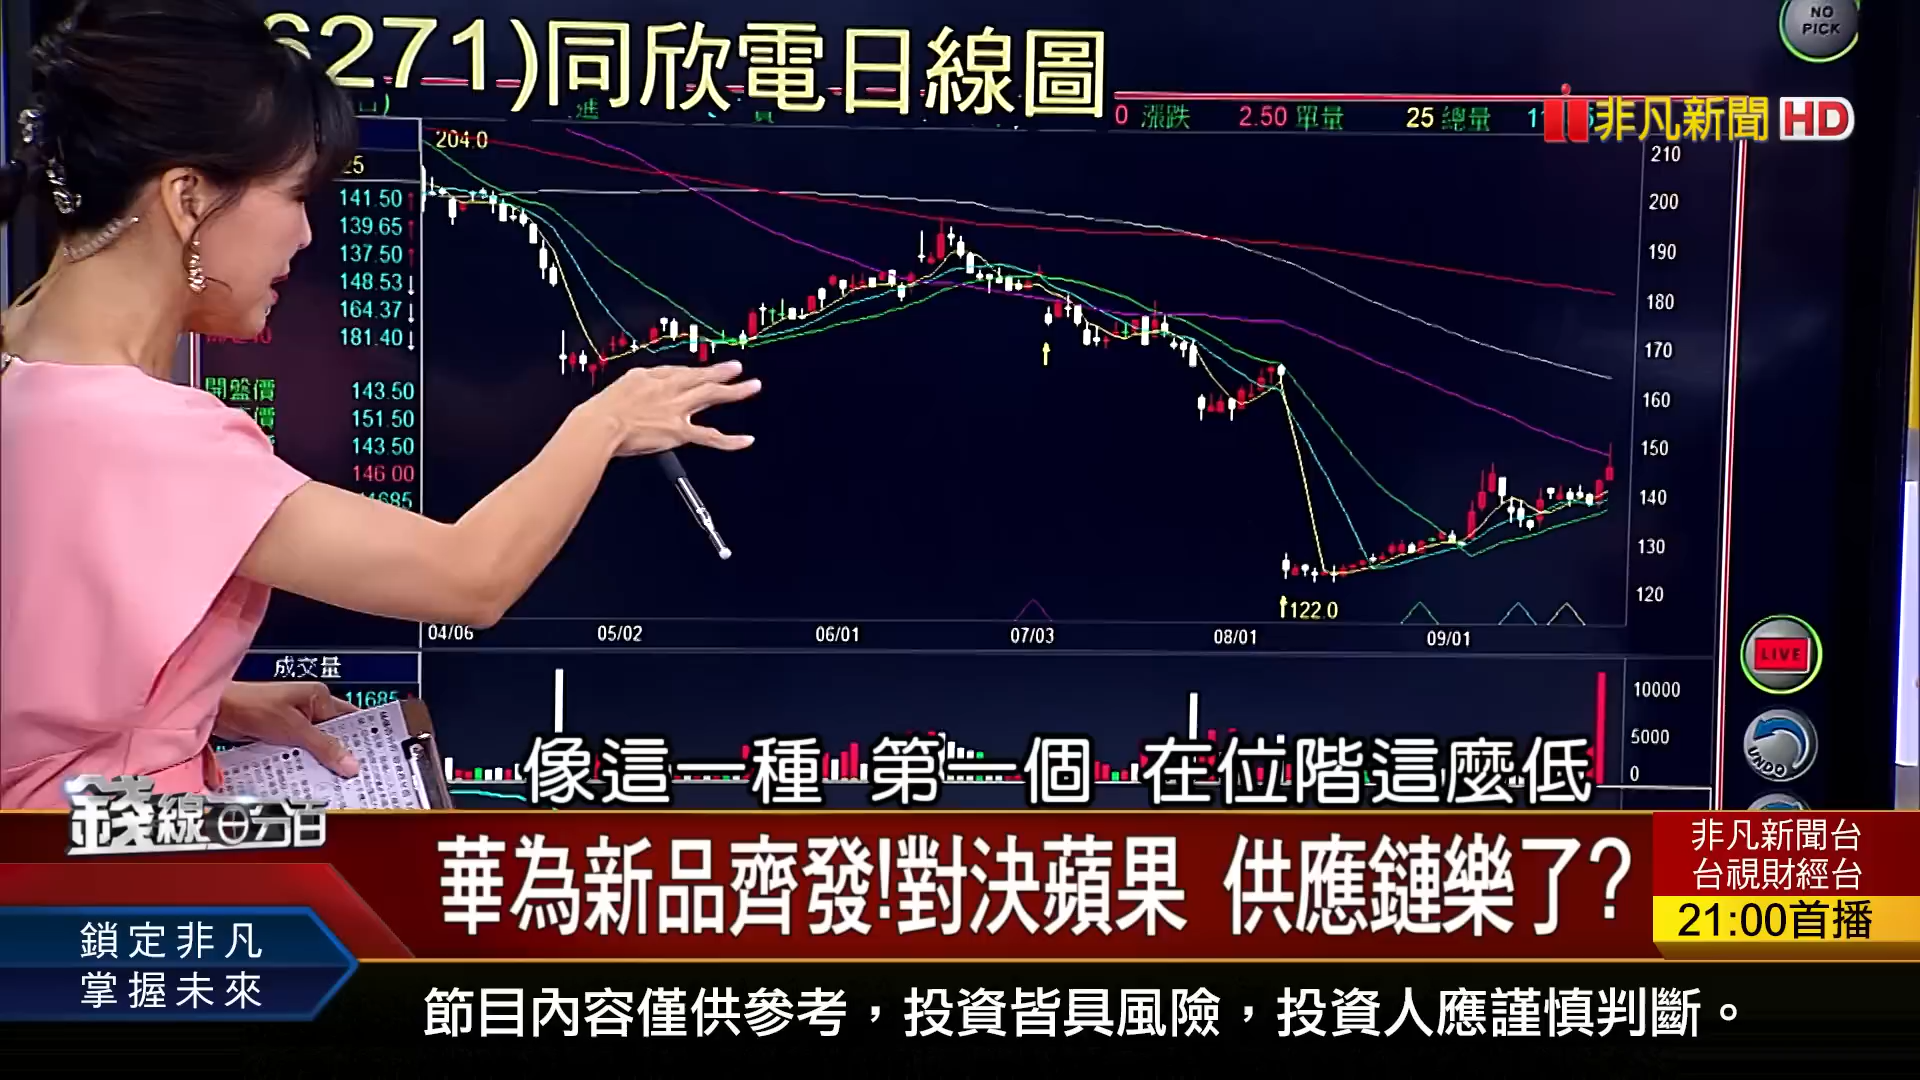 6271)同欣電日線圖
NO
PICK
0 漲跌 2.50 單量 25 總量
非凡新聞 HD
204.0
25
141.50
139.65
137.50
148.53
164.37
181.40
開盤價 143.50
151.50
143.50
146.00
11685
210
200
190
180
170
160
150
140
130
120
122.0
04/06 05/02 06/01 07/03 08/01 09/01
成交量
11685
10000
5000
0
LIVE
UNDO
像這一種 第一個 在位階這麼低
錢線百分百
華為新品齊發!對決蘋果 供應鏈樂了?
非凡新聞台
台視財經台
21:00首播
鎖定非凡
掌握未來
節目內容僅供參考，投資皆具風險，投資人應謹慎判斷。